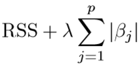 RSS + λ ∑_{j=1}^{p} |β_j|